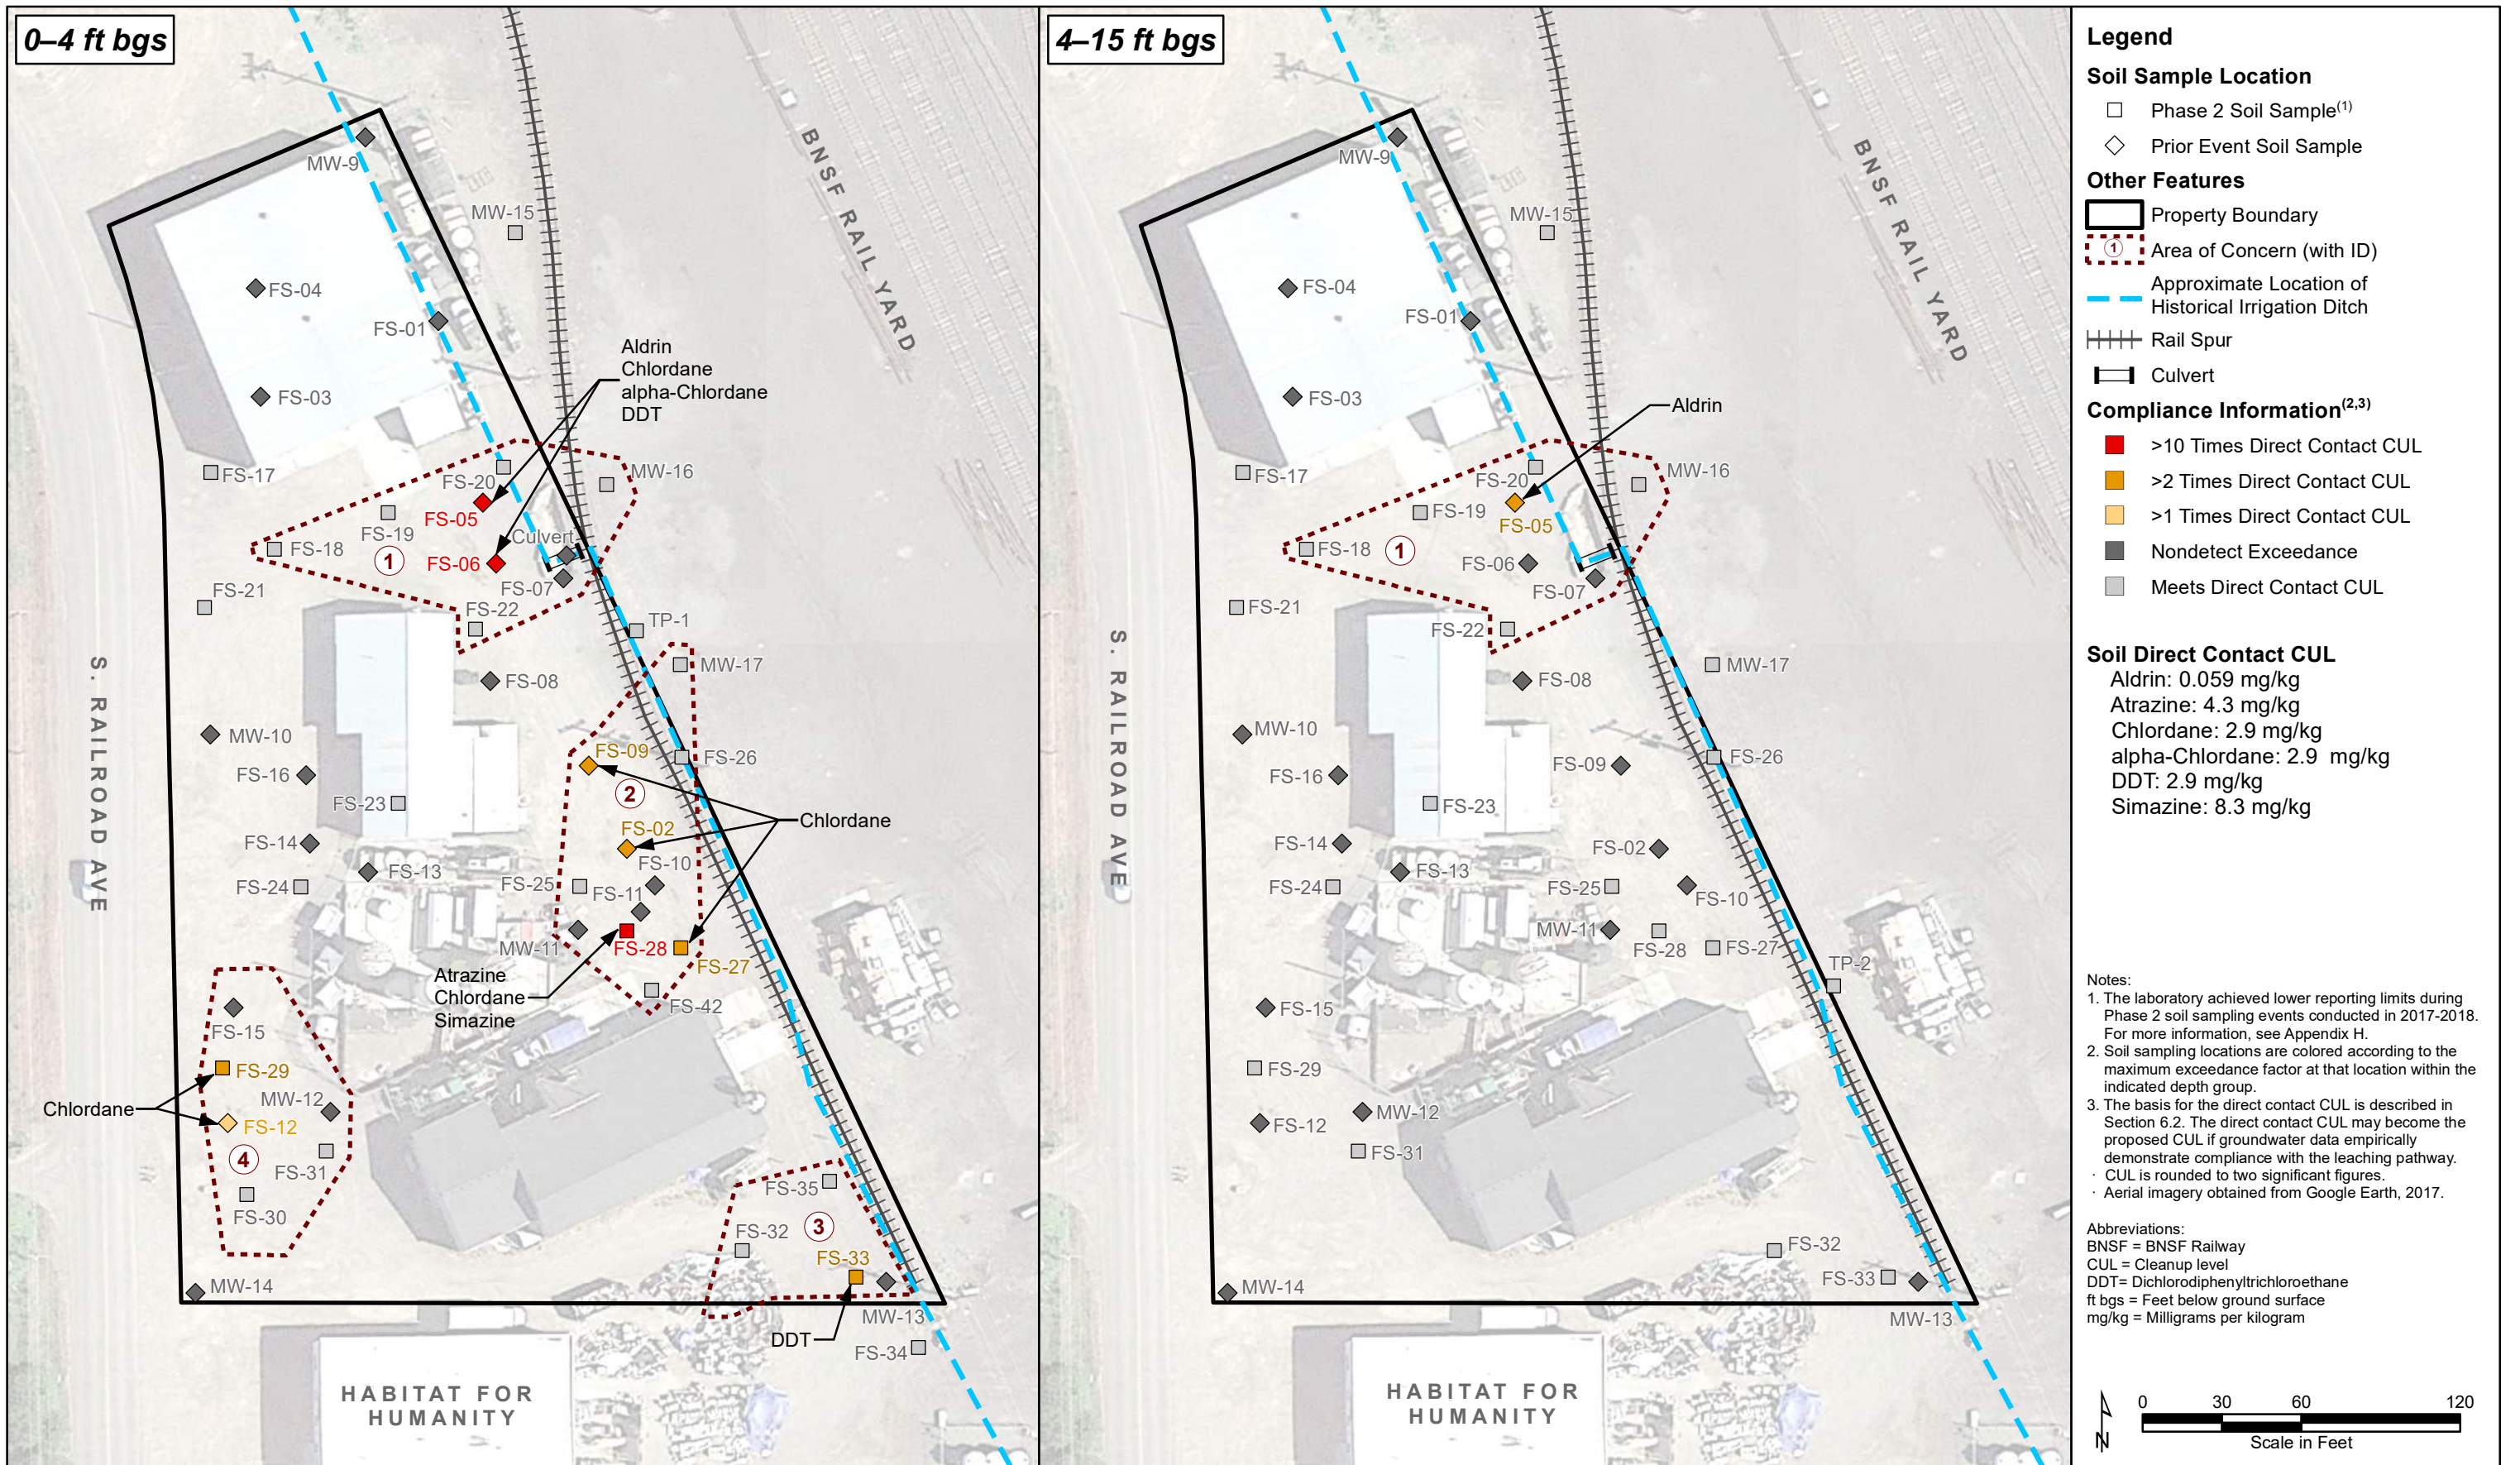 0–4 ft bgs
MW-9
MW-15
BNSF RAIL YARD
FS-04
FS-01
Aldrin
Chlordane
alpha-Chlordane
DDT
FS-03
FS-17
FS-20
MW-16
FS-05
FS-19
Culvert
FS-18
1
FS-06
FS-07
FS-21
FS-22
TP-1
MW-17
FS-08
S. RAILROAD AVE
MW-10
FS-09
FS-26
FS-16
2
FS-23
FS-02
Chlordane
FS-14
FS-10
FS-13
FS-24
FS-25
FS-11
MW-11
FS-28
FS-27
Atrazine
Chlordane
Simazine
FS-42
FS-15
FS-29
MW-12
Chlordane
FS-12
4
FS-31
FS-30
FS-35
3
FS-32
FS-33
MW-14
MW-13
DDT
FS-34
HABITAT FOR
HUMANITY
4–15 ft bgs
MW-9
MW-15
BNSF RAIL YARD
FS-04
FS-01
FS-03
Aldrin
FS-17
FS-20
MW-16
FS-19
FS-05
FS-18
1
FS-06
FS-07
FS-21
FS-22
MW-17
FS-08
S. RAILROAD AVE
MW-10
FS-26
FS-09
FS-16
FS-23
FS-14
FS-02
FS-13
FS-24
FS-25
FS-10
MW-11
FS-28
FS-27
TP-2
FS-15
FS-29
MW-12
FS-12
FS-31
FS-32
FS-33
MW-14
MW-13
HABITAT FOR
HUMANITY
Legend
Soil Sample Location
Phase 2 Soil Sample(1)
Prior Event Soil Sample
Other Features
Property Boundary
1 Area of Concern (with ID)
Approximate Location of
Historical Irrigation Ditch
Rail Spur
Culvert
Compliance Information(2,3)
>10 Times Direct Contact CUL
>2 Times Direct Contact CUL
>1 Times Direct Contact CUL
Nondetect Exceedance
Meets Direct Contact CUL
Soil Direct Contact CUL
Aldrin: 0.059 mg/kg
Atrazine: 4.3 mg/kg
Chlordane: 2.9 mg/kg
alpha-Chlordane: 2.9 mg/kg
DDT: 2.9 mg/kg
Simazine: 8.3 mg/kg
Notes:
1. The laboratory achieved lower reporting limits during
Phase 2 soil sampling events conducted in 2017-2018.
For more information, see Appendix H.
2. Soil sampling locations are colored according to the
maximum exceedance factor at that location within the
indicated depth group.
3. The basis for the direct contact CUL is described in
Section 6.2. The direct contact CUL may become the
proposed CUL if groundwater data empirically
demonstrate compliance with the leaching pathway.
· CUL is rounded to two significant figures.
· Aerial imagery obtained from Google Earth, 2017.
Abbreviations:
BNSF = BNSF Railway
CUL = Cleanup level
DDT= Dichlorodiphenyltrichloroethane
ft bgs = Feet below ground surface
mg/kg = Milligrams per kilogram
N
0 30 60 120
Scale in Feet